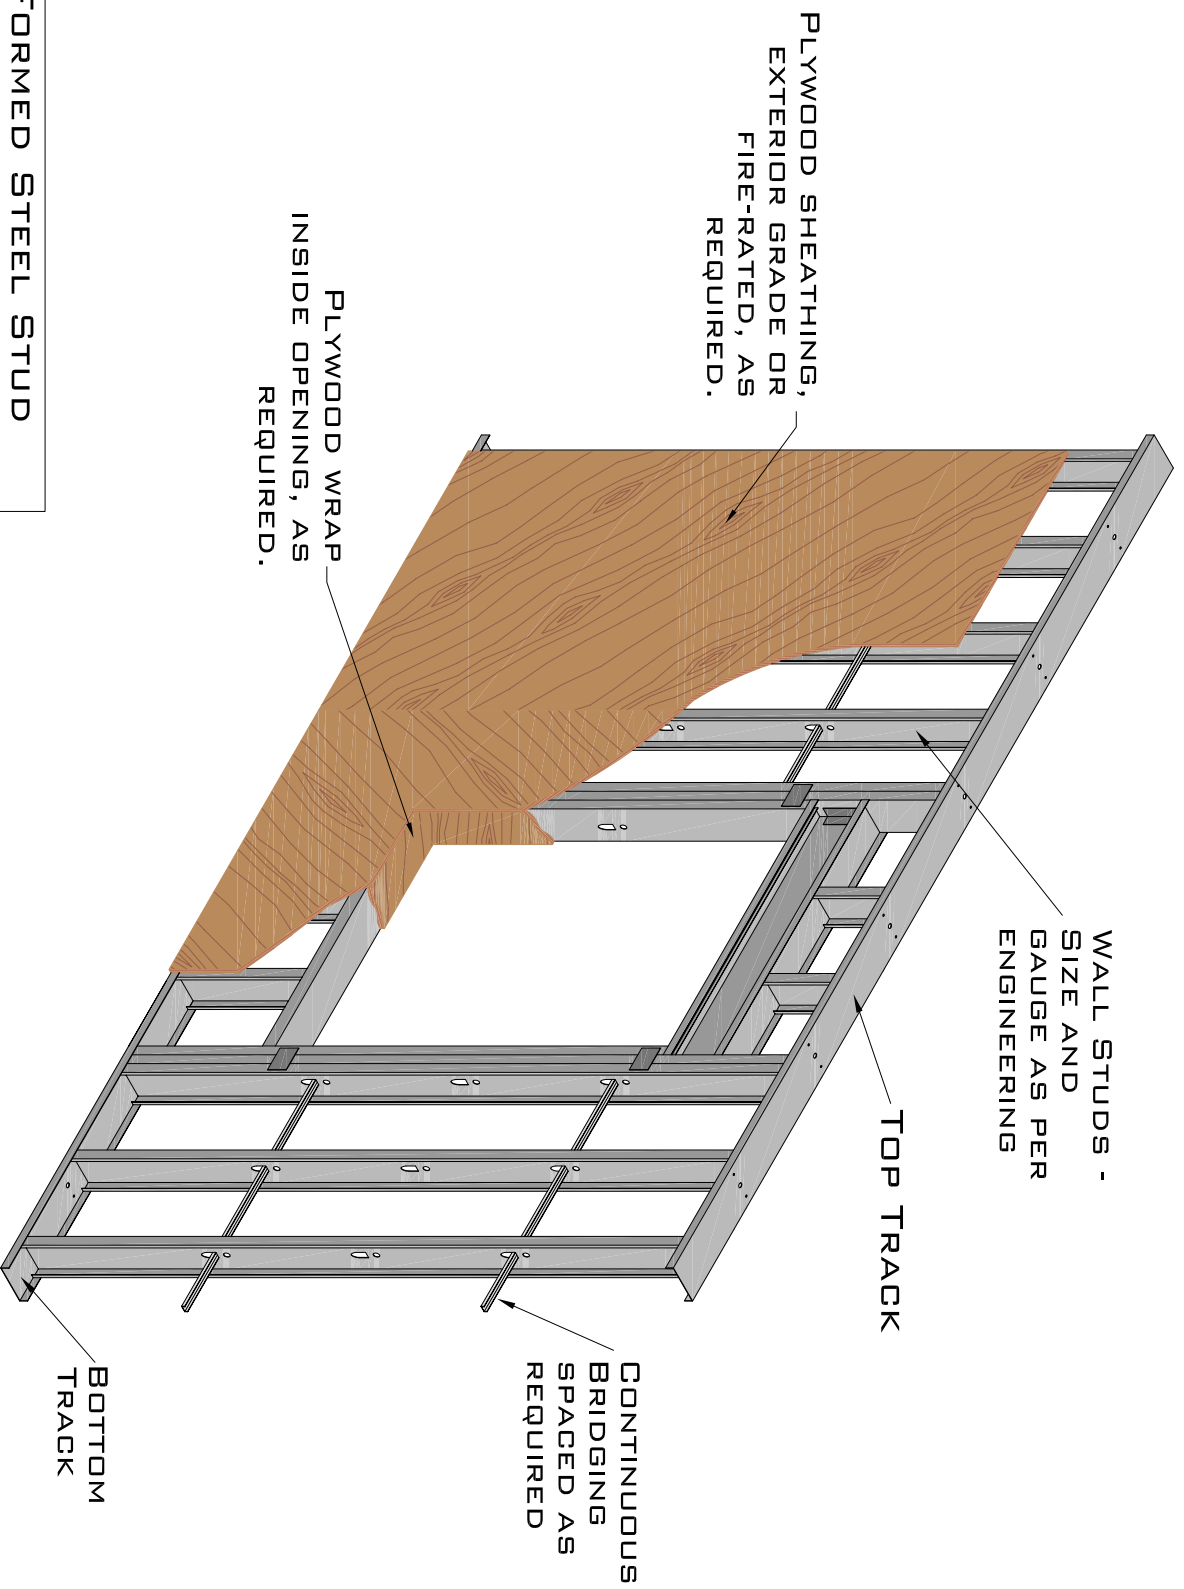 PLYWOOD SHEATHING,
EXTERIOR GRADE OR
FIRE-RATED, AS
REQUIRED.
WALL STUDS -
SIZE AND
GAUGE AS PER
ENGINEERING
TOP TRACK
PLYWOOD WRAP
INSIDE OPENING, AS
REQUIRED.
CONTINUOUS
BRIDGING
SPACED AS
REQUIRED
BOTTOM
TRACK
FORMED STEEL STUD